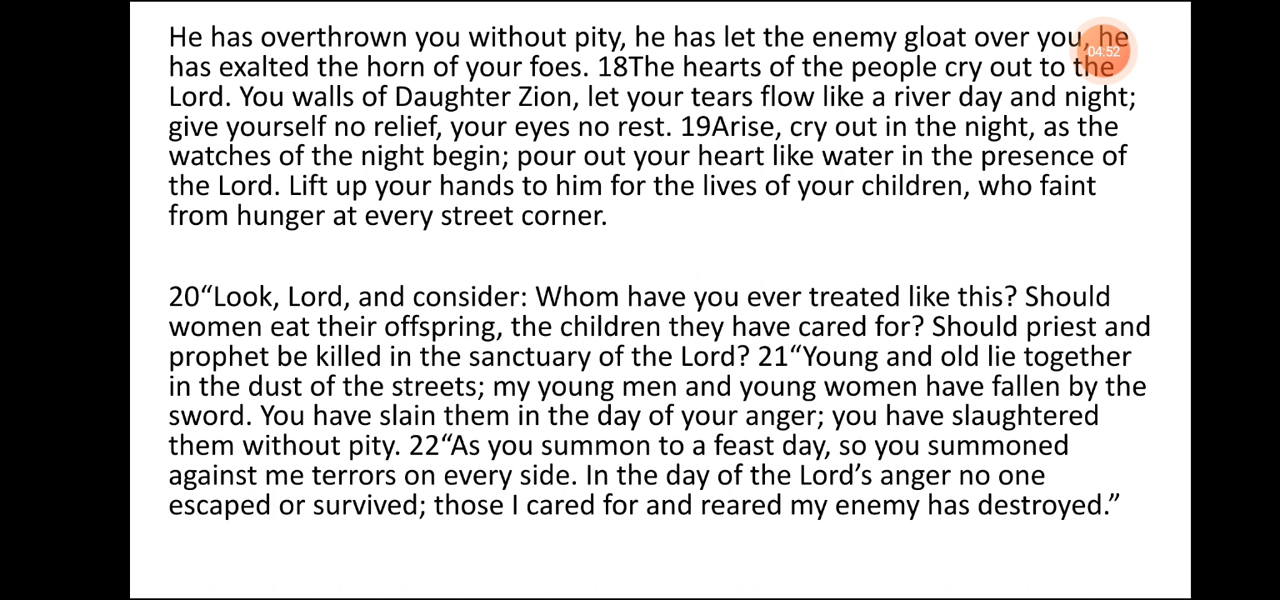 He has overthrown you without pity, he has let the enemy gloat over you, he
has exalted the horn of your foes. 18The hearts of the people cry out to the
Lord. You walls of Daughter Zion, let your tears flow like a river day and night;
give yourself no relief, your eyes no rest. 19Arise, cry out in the night, as the
watches of the night begin; pour out your heart like water in the presence of
the Lord. Lift up your hands to him for the lives of your children, who faint
from hunger at every street corner.
20“Look, Lord, and consider: Whom have you ever treated like this? Should
women eat their offspring, the children they have cared for? Should priest and
prophet be killed in the sanctuary of the Lord? 21“Young and old lie together
in the dust of the streets; my young men and young women have fallen by the
sword. You have slain them in the day of your anger; you have slaughtered
them without pity. 22“As you summon to a feast day, so you summoned
against me terrors on every side. In the day of the Lord’s anger no one
escaped or survived; those I cared for and reared my enemy has destroyed.”
04:52